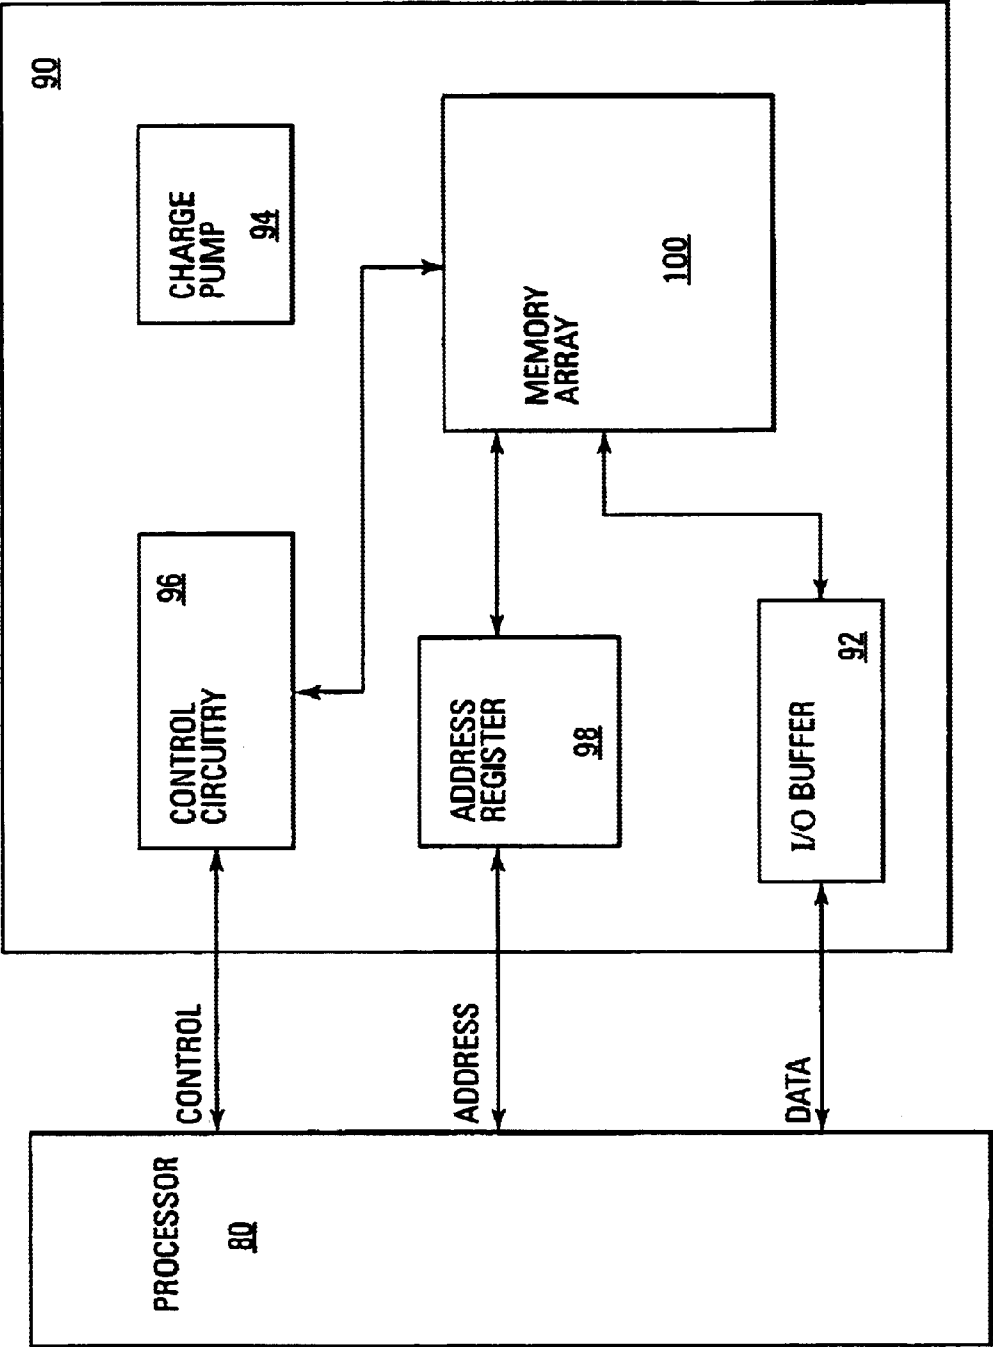 PROCESSOR
80
CONTROL
ADDRESS
DATA
90
CONTROL
CIRCUITRY
96
CHARGE
PUMP
94
ADDRESS
REGISTER
98
MEMORY
ARRAY
100
I/O BUFFER
92